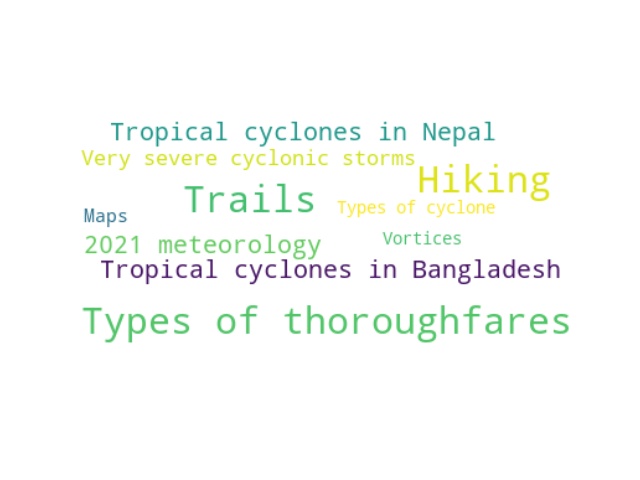 Tropical cyclones in Nepal
Very severe cyclonic storms
Hiking
Trails
Types of cyclone
Maps
Vortices
2021 meteorology
Tropical cyclones in Bangladesh
Types of thoroughfares